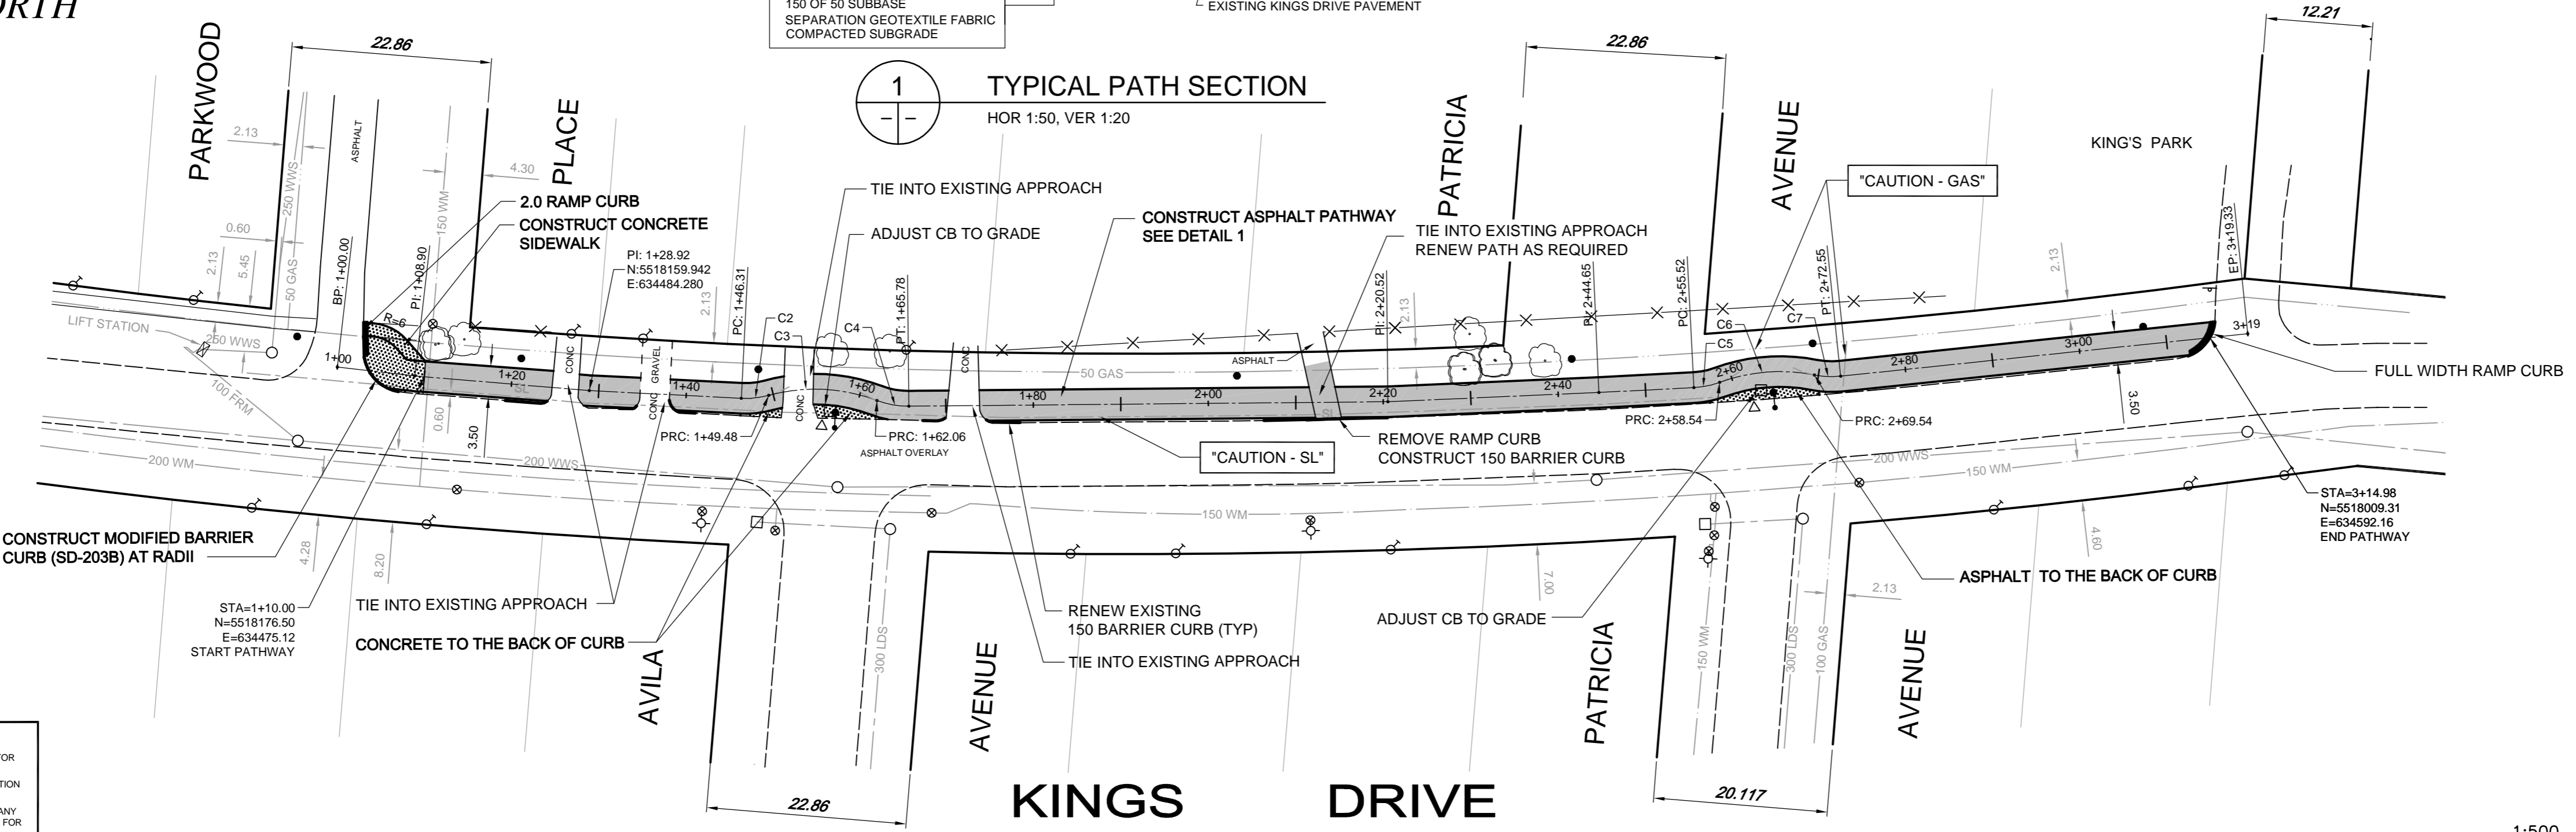 150 OF 50 SUBBASE
SEPARATION GEOTEXTILE FABRIC
COMPACTED SUBGRADE
EXISTING KINGS DRIVE PAVEMENT
1
TYPICAL PATH SECTION
HOR 1:50, VER 1:20
22.86
22.86
12.21
PARKWOOD
PLACE
PATRICIA
AVENUE
KING'S PARK
ASPHALT
2.13
250 WWS
150 WM
4.30
0.60
2.13
5.45
50 GAS
BP: 1+00.00
PI: 1+08.90
2.0 RAMP CURB
CONSTRUCT CONCRETE
SIDEWALK
PI: 1+28.92
N:5518159.942
E:634484.280
2.13
PC: 1+46.31
TIE INTO EXISTING APPROACH
ADJUST CB TO GRADE
C2
C3
C4
PT: 1+65.78
CONSTRUCT ASPHALT PATHWAY
SEE DETAIL 1
TIE INTO EXISTING APPROACH
RENEW PATH AS REQUIRED
PI: 2+20.52
2.13
PI: 2+44.65
PC: 2+55.52
"CAUTION - GAS"
C6
C5
C7
PT: 2+72.55
2.13
EP: 3+19.33
3+19
LIFT STATION
250 WWS
100 FRM
R=6
1+00
1+20
SL
CONC
CONC GRAVEL
1+40
CONC
1+60
CONC
50 GAS
1+80
2+00
ASPHALT
SL
2+20
2+40
2+60
2+80
3+00
FULL WIDTH RAMP CURB
0.60
3.50
PRC: 1+49.48
PRC: 1+62.06
ASPHALT OVERLAY
"CAUTION - SL"
REMOVE RAMP CURB
CONSTRUCT 150 BARRIER CURB
PRC: 2+58.54
PRC: 2+69.54
3.50
200 WM
200 WWS
150 WM
200 WWS
150 WM
CONSTRUCT MODIFIED BARRIER
CURB (SD-203B) AT RADII
4.28
8.20
STA=1+10.00
N=5518176.50
E=634475.12
START PATHWAY
TIE INTO EXISTING APPROACH
CONCRETE TO THE BACK OF CURB
AVILA
300 LDS
AVENUE
RENEW EXISTING
150 BARRIER CURB (TYP)
TIE INTO EXISTING APPROACH
7.00
ADJUST CB TO GRADE
PATRICIA
150 WM
300 LDS
100 GAS
2.13
AVENUE
ASPHALT TO THE BACK OF CURB
4.60
STA=3+14.98
N=5518009.31
E=634592.16
END PATHWAY
22.86
KINGS DRIVE
20.117